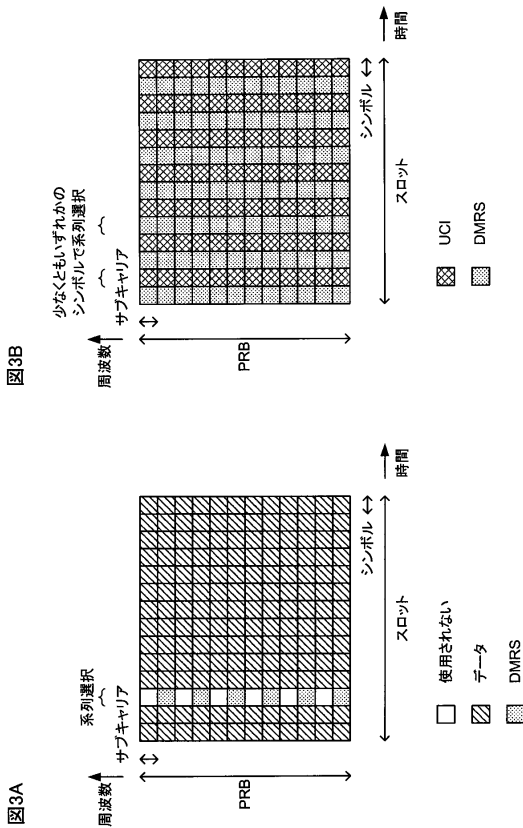 図3A
周波数
サブキャリア
系列選択
PRB
シンボル
スロット
時間
使用されない
データ
DMRS
図3B
周波数
サブキャリア
少なくともいずれかの
シンボルで系列選択
PRB
シンボル
スロット
時間
UCI
DMRS